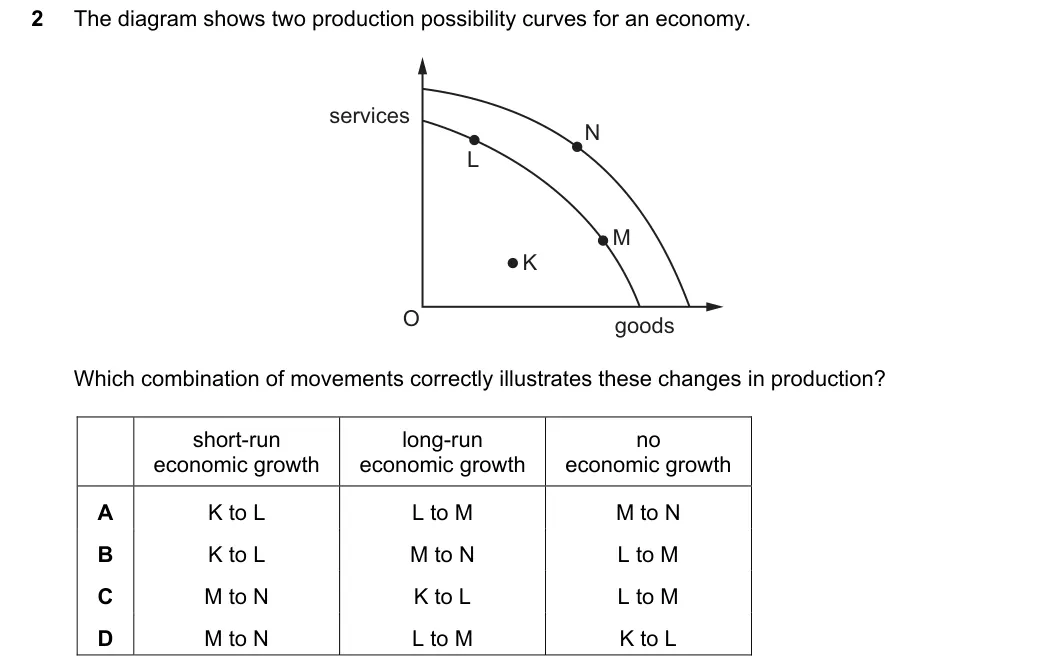 2 The diagram shows two production possibility curves for an economy.
services
N
L
M
K
O
goods
Which combination of movements correctly illustrates these changes in production?
short-run economic growth long-run economic growth no economic growth
A K to L L to M M to N
B K to L M to N L to M
C M to N K to L L to M
D M to N L to M K to L